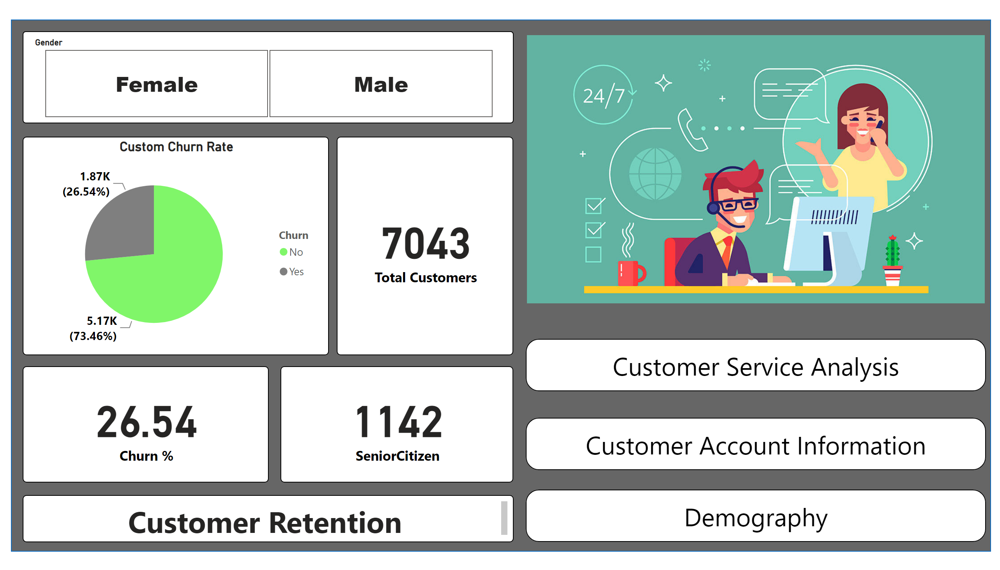 Gender
Female
Male
Custom Churn Rate
1.87K
(26.54%)
Churn
No
Yes
5.17K
(73.46%)
7043
Total Customers
26.54
Churn %
1142
SeniorCitizen
Customer Retention
24/7
Customer Service Analysis
Customer Account Information
Demography